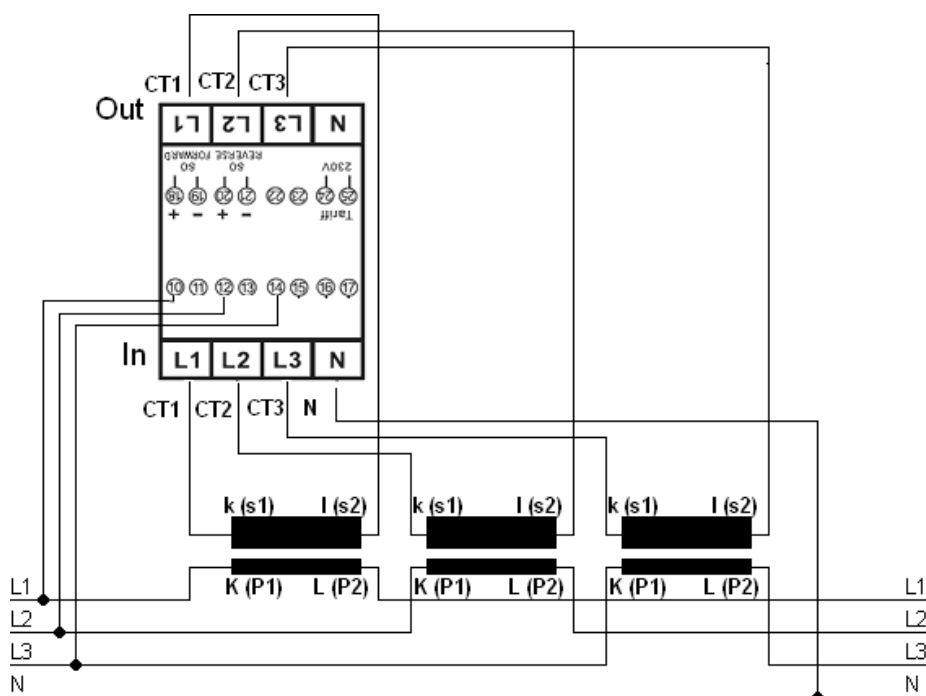 CT1 CT2 CT3
Out
L1 L2 L3 N
REVERSE FORWARD
SO SO 230V
18 19 20 21 22 23 24 25
+ - + - Tariff
10 11 12 13 14 15 16 17
In
L1 L2 L3 N
CT1 CT2 CT3 N
k (s1) l (s2) k (s1) l (s2) k (s1) l (s2)
K (P1) L (P2) K (P1) L (P2) K (P1) L (P2)
L1 L1
L2 L2
L3 L3
N N